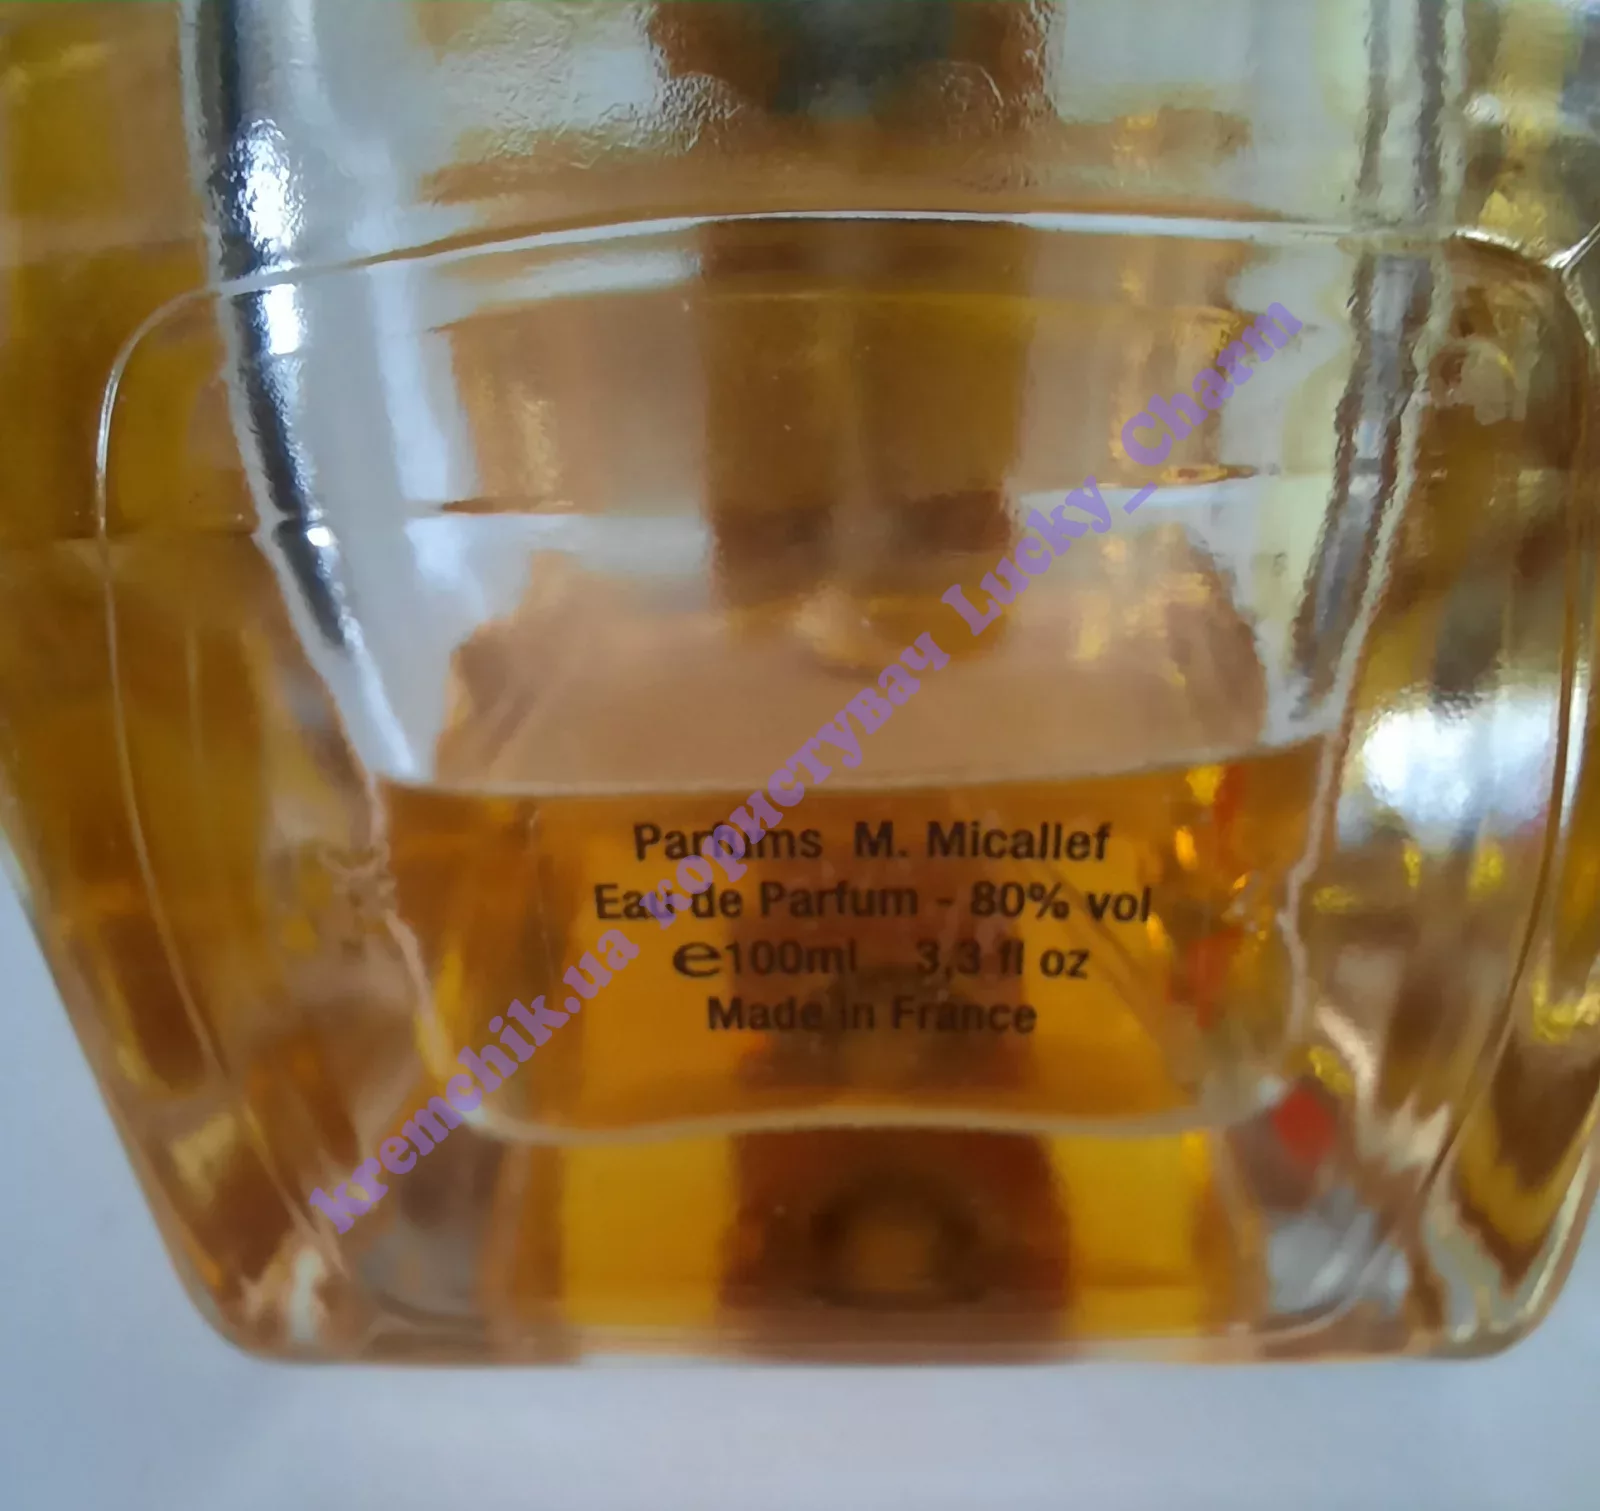 Parfums M. Micallef
Eau de Parfum - 80% vol
℮100ml 3,3 fl oz
Made in France
kremchik.ua користувач Lucky_Charm